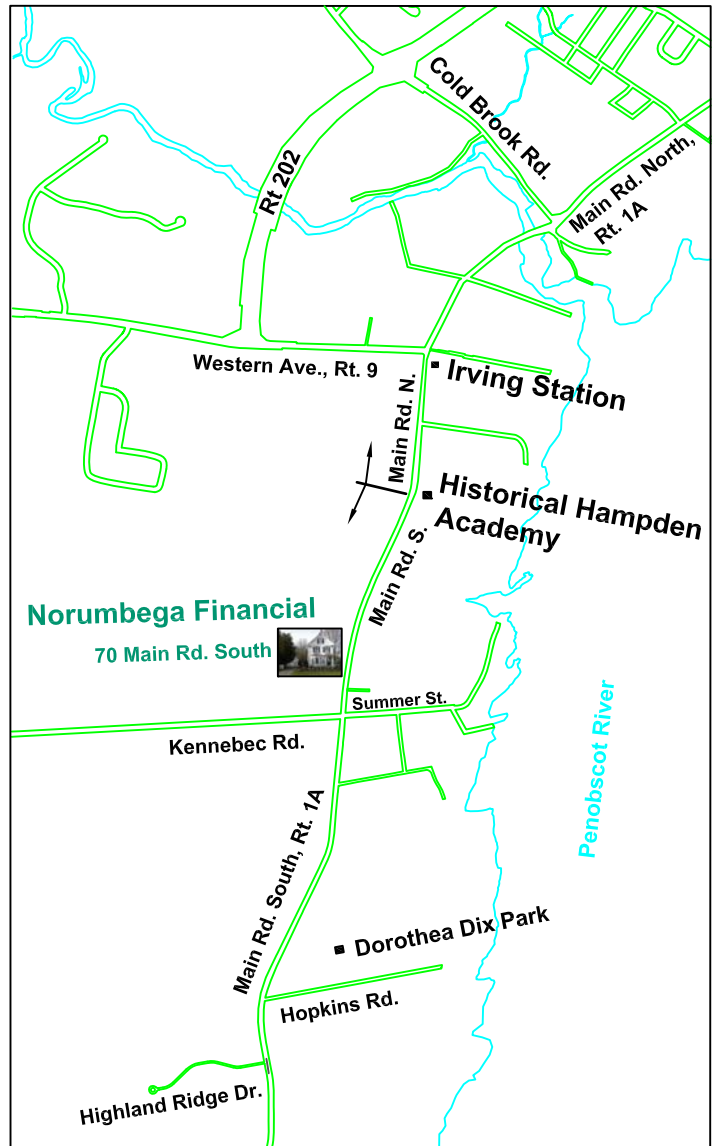 Cold Brook Rd.
Main Rd. North,
Rt. 1A
Rt 202
Western Ave., Rt. 9
Irving Station
Main Rd. N.
Historical Hampden
Academy
Main Rd. S.
Norumbega Financial
70 Main Rd. South
Summer St.
Kennebec Rd.
Penobscot River
Main Rd. South, Rt. 1A
Dorothea Dix Park
Hopkins Rd.
Highland Ridge Dr.